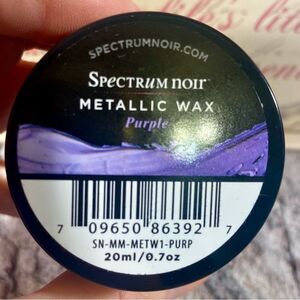 SPECTRUMNOIR.COM
SPECTRUM NOIR
METALLIC WAX
Purple
7 09650 86392 7
SN-MM-METW1-PURP
20ml/0.7oz